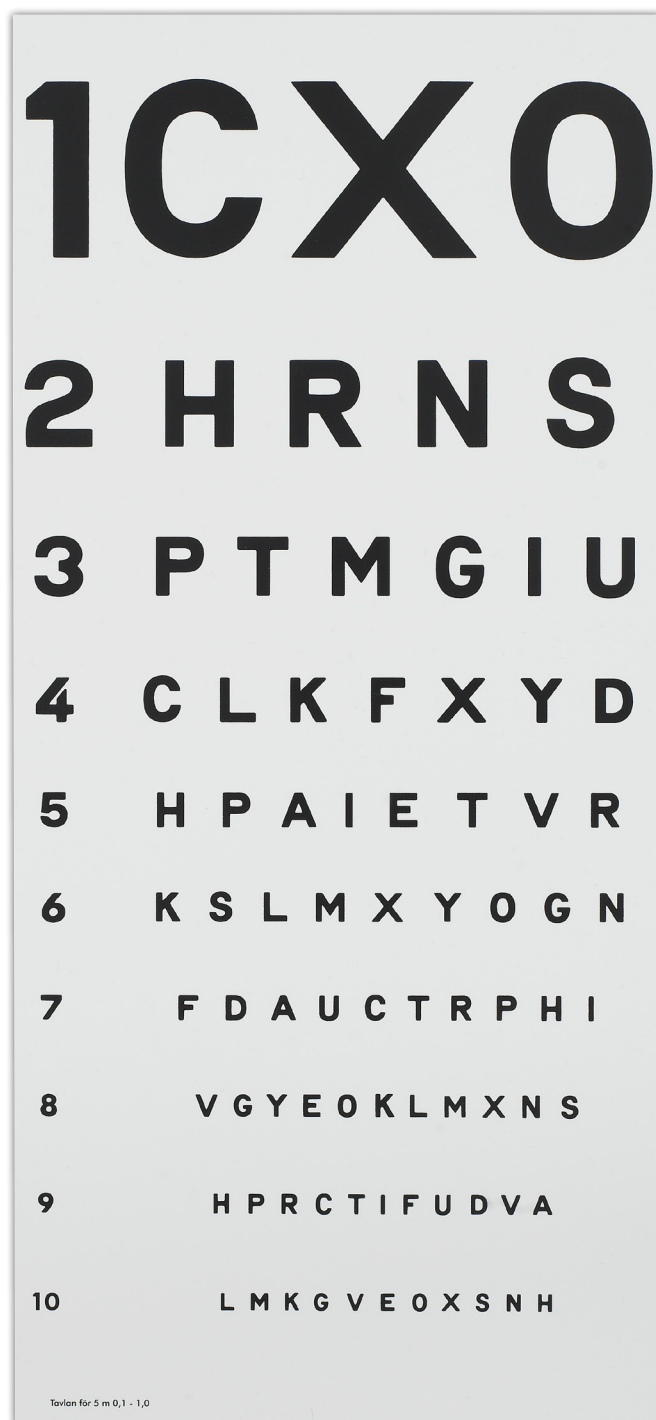 1 C X O
2 H R N S
3 P T M G I U
4 C L K F X Y D
5 H P A I E T V R
6 K S L M X Y O G N
7 F D A U C T R P H I
8 V G Y E O K L M X N S
9 H P R C T I F U D V A
10 L M K G V E O X S N H
Tavlan för 5 m 0,1 - 1,0